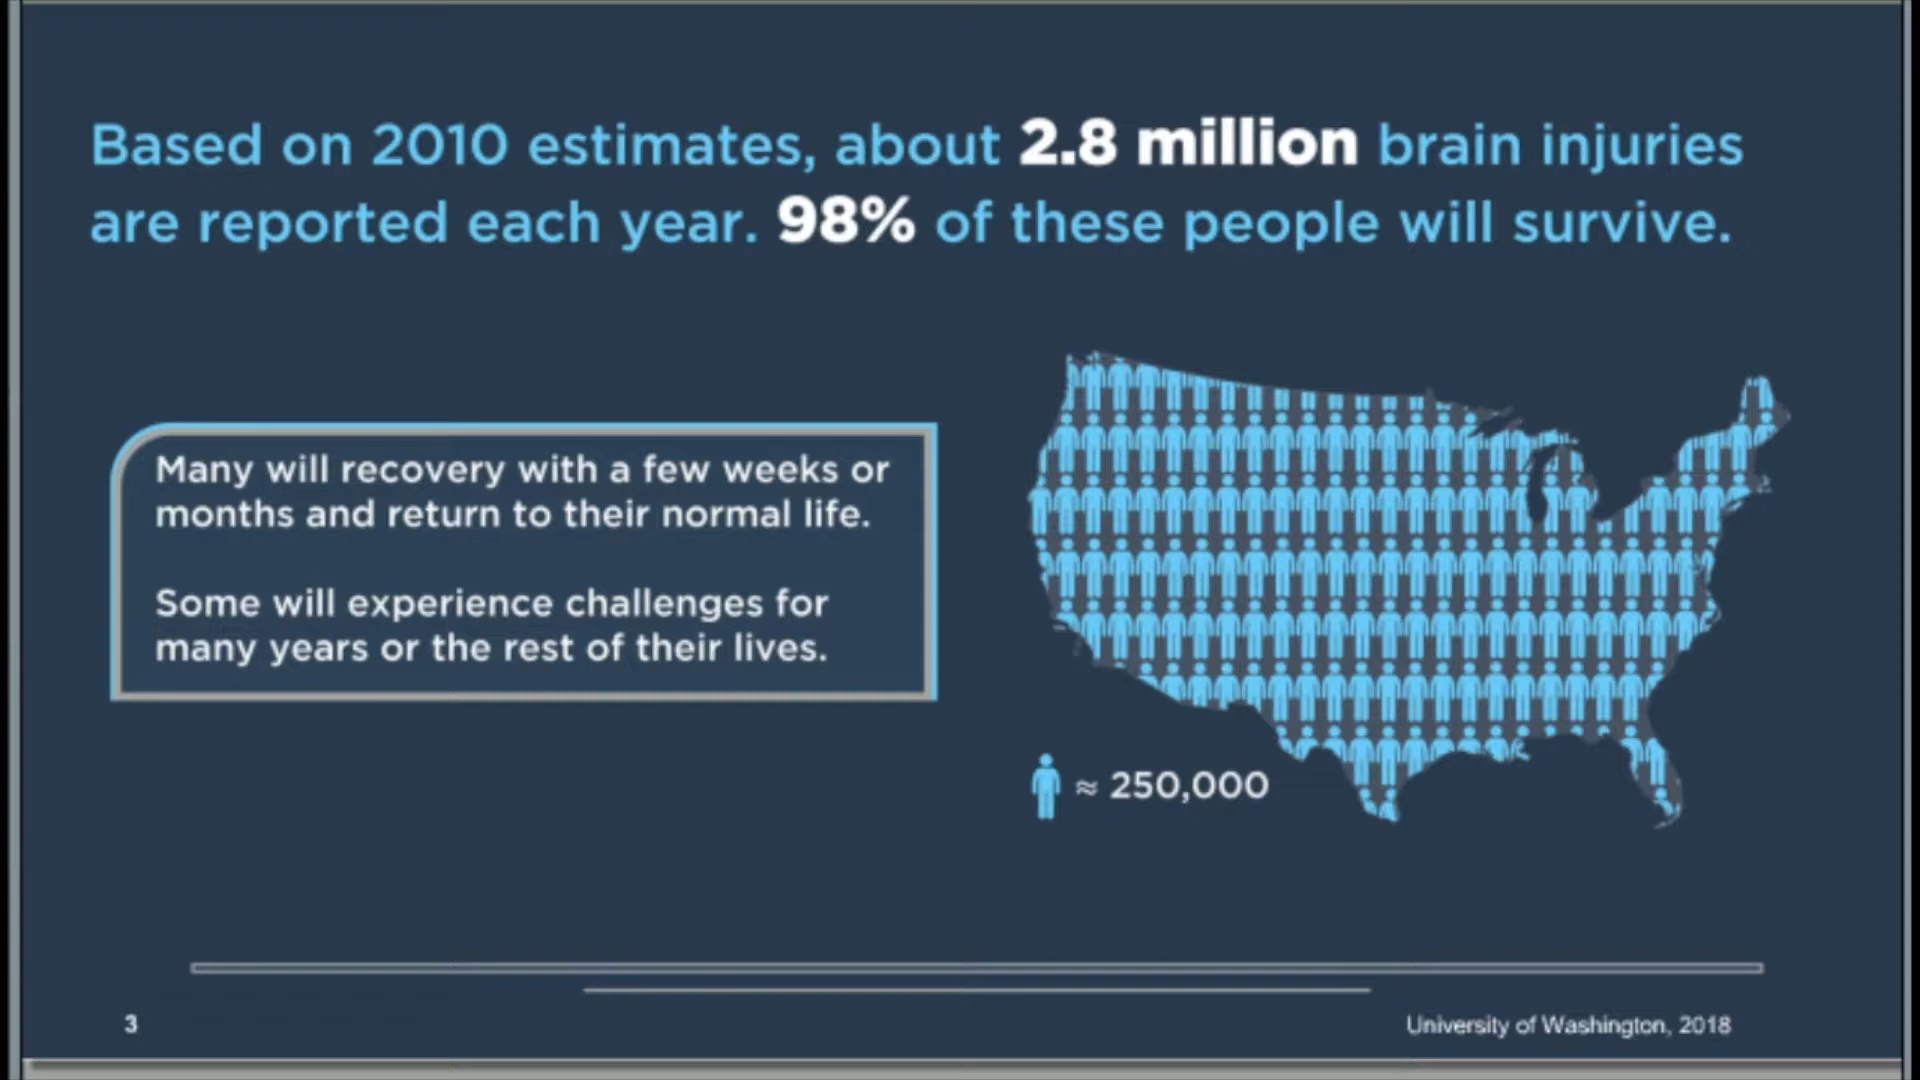 Based on 2010 estimates, about 2.8 million brain injuries
are reported each year. 98% of these people will survive.
Many will recovery with a few weeks or
months and return to their normal life.
Some will experience challenges for
many years or the rest of their lives.
≈ 250,000
3
University of Washington, 2018